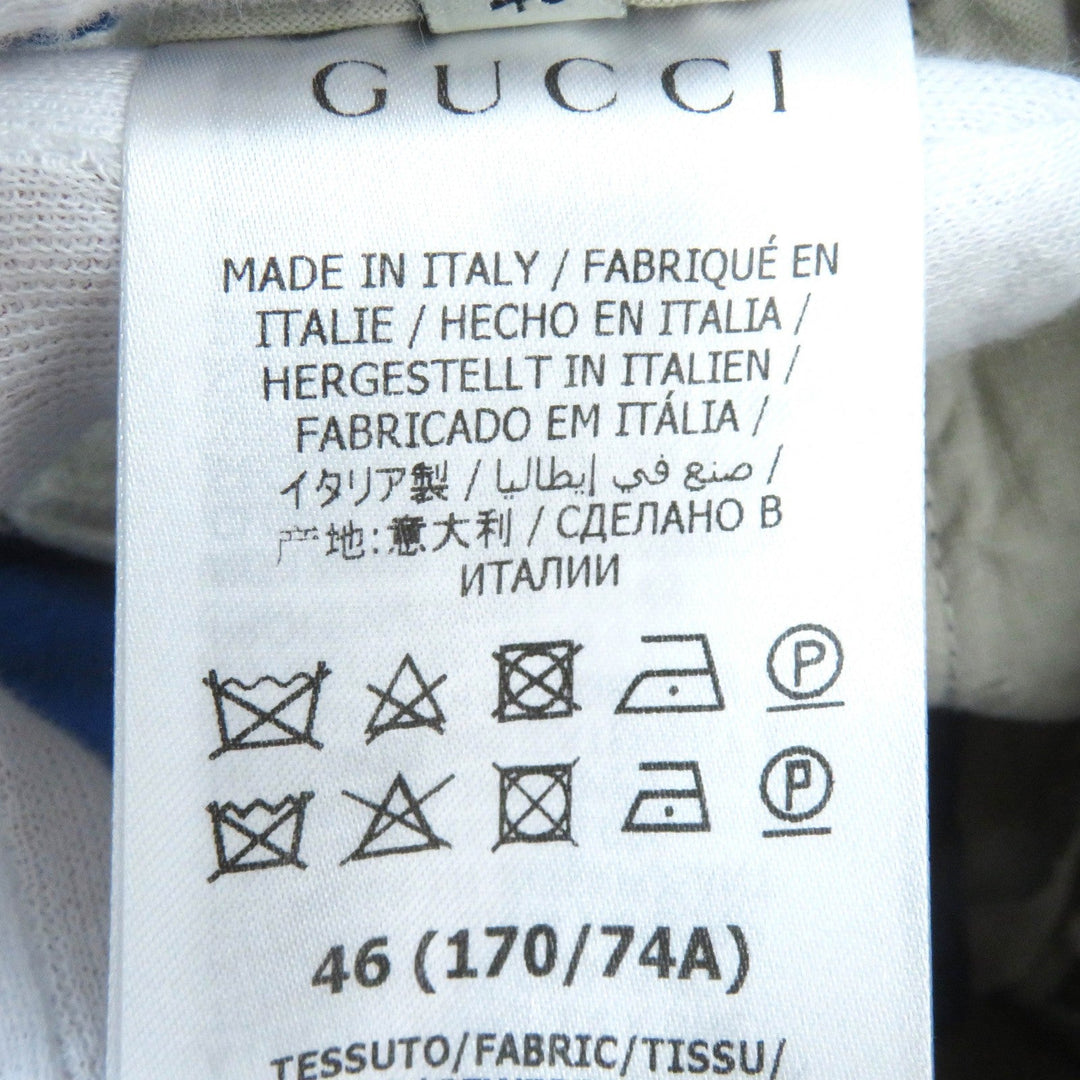 GUCCI
MADE IN ITALY / FABRIQUÉ EN
ITALIE / HECHO EN ITALIA /
HERGESTELLT IN ITALIEN /
FABRICADO EM ITÁLIA /
イタリア製 / صنع في إيطاليا /
产地:意大利 / СДЕЛАНО В
ИТАЛИИ
P
P
46 (170/74A)
TESSUTO/FABRIC/TISSU/